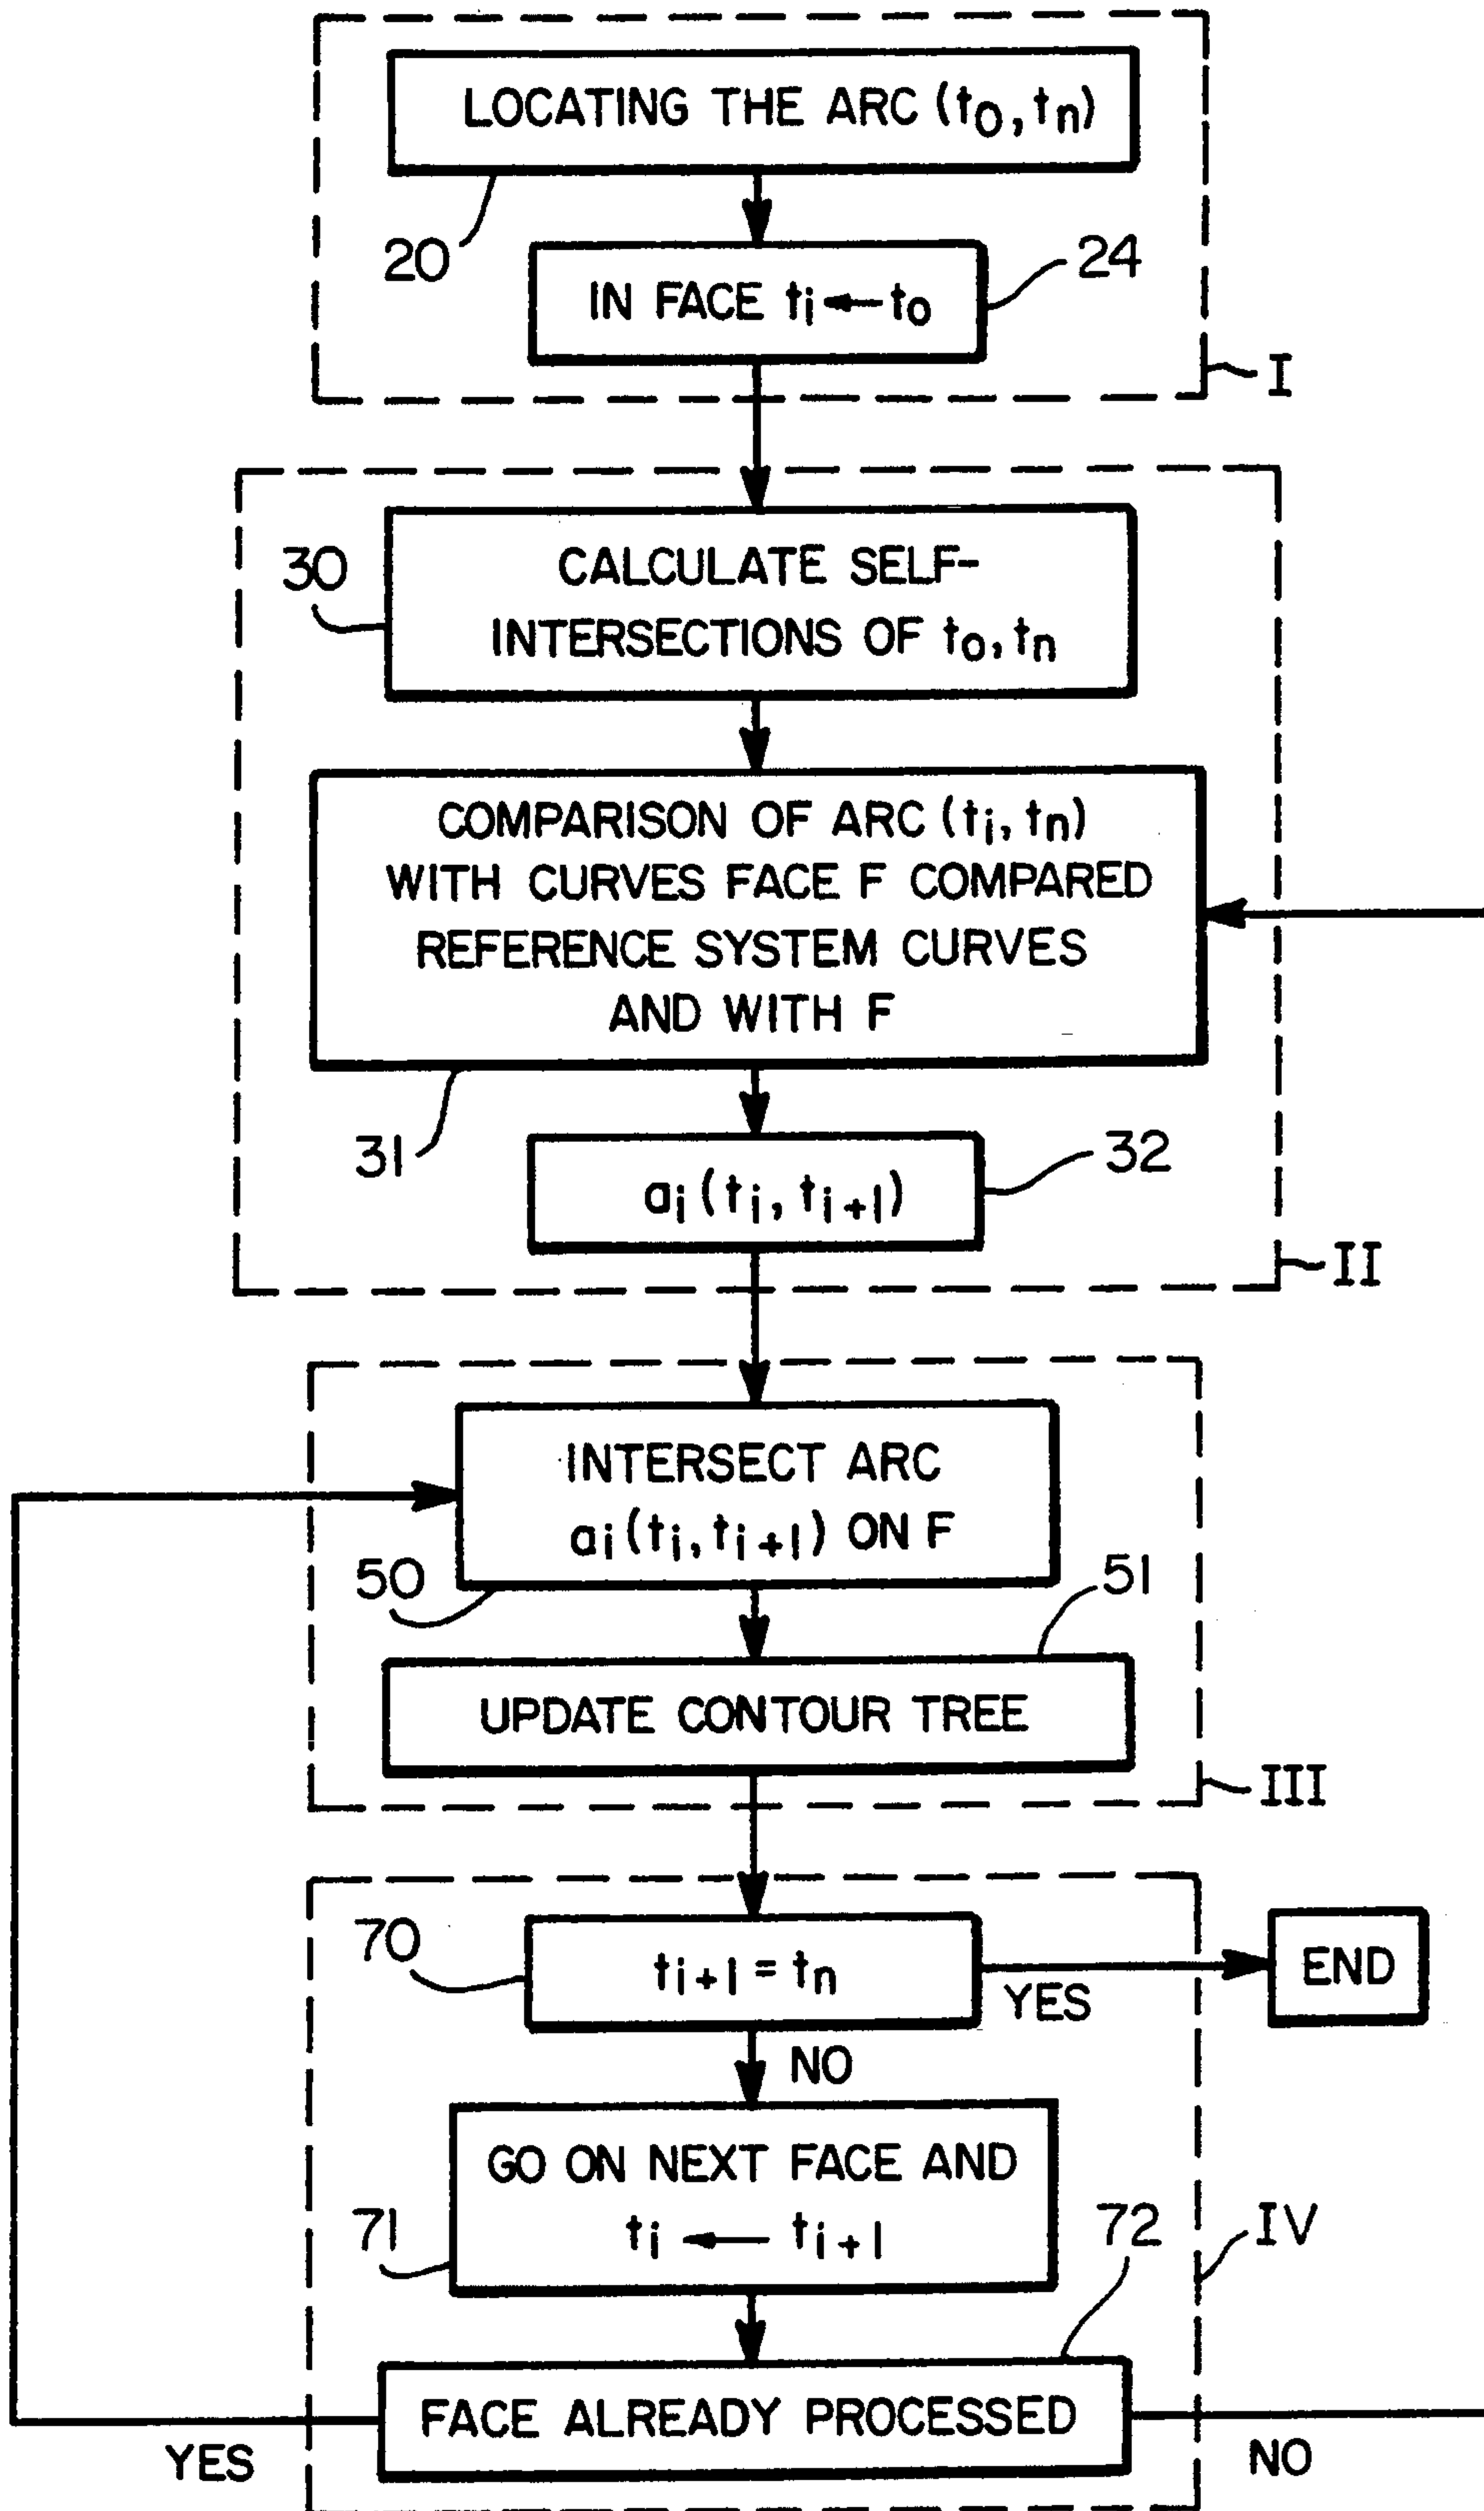 LOCATING THE ARC (t0, tn)
20
24
IN FACE ti ← t0
I
30
CALCULATE SELF-
INTERSECTIONS OF t0, tn
COMPARISON OF ARC (ti, tn)
WITH CURVES FACE F COMPARED
REFERENCE SYSTEM CURVES
AND WITH F
31
32
ai (ti, ti+1)
II
INTERSECT ARC
ai (ti, ti+1) ON F
50
51
UPDATE CONTOUR TREE
III
70
ti+1 = tn
YES
END
NO
GO ON NEXT FACE AND
ti ← ti+1
71
72
IV
FACE ALREADY PROCESSED
YES
NO